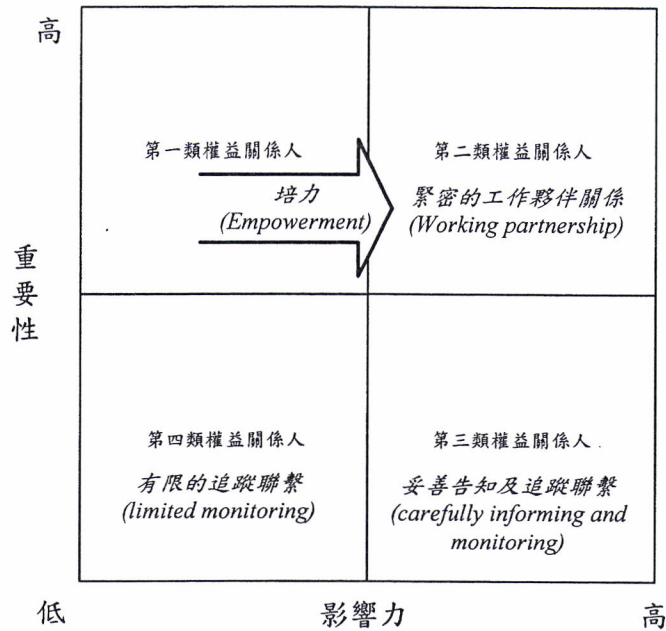 高
第一類權益關係人
培力
(Empowerment)
第二類權益關係人
緊密的工作夥伴關係
(Working partnership)
重要性
第四類權益關係人
有限的追蹤聯繫
(limited monitoring)
第三類權益關係人
妥善告知及追蹤聯繫
(carefully informing and
monitoring)
低
影響力
高